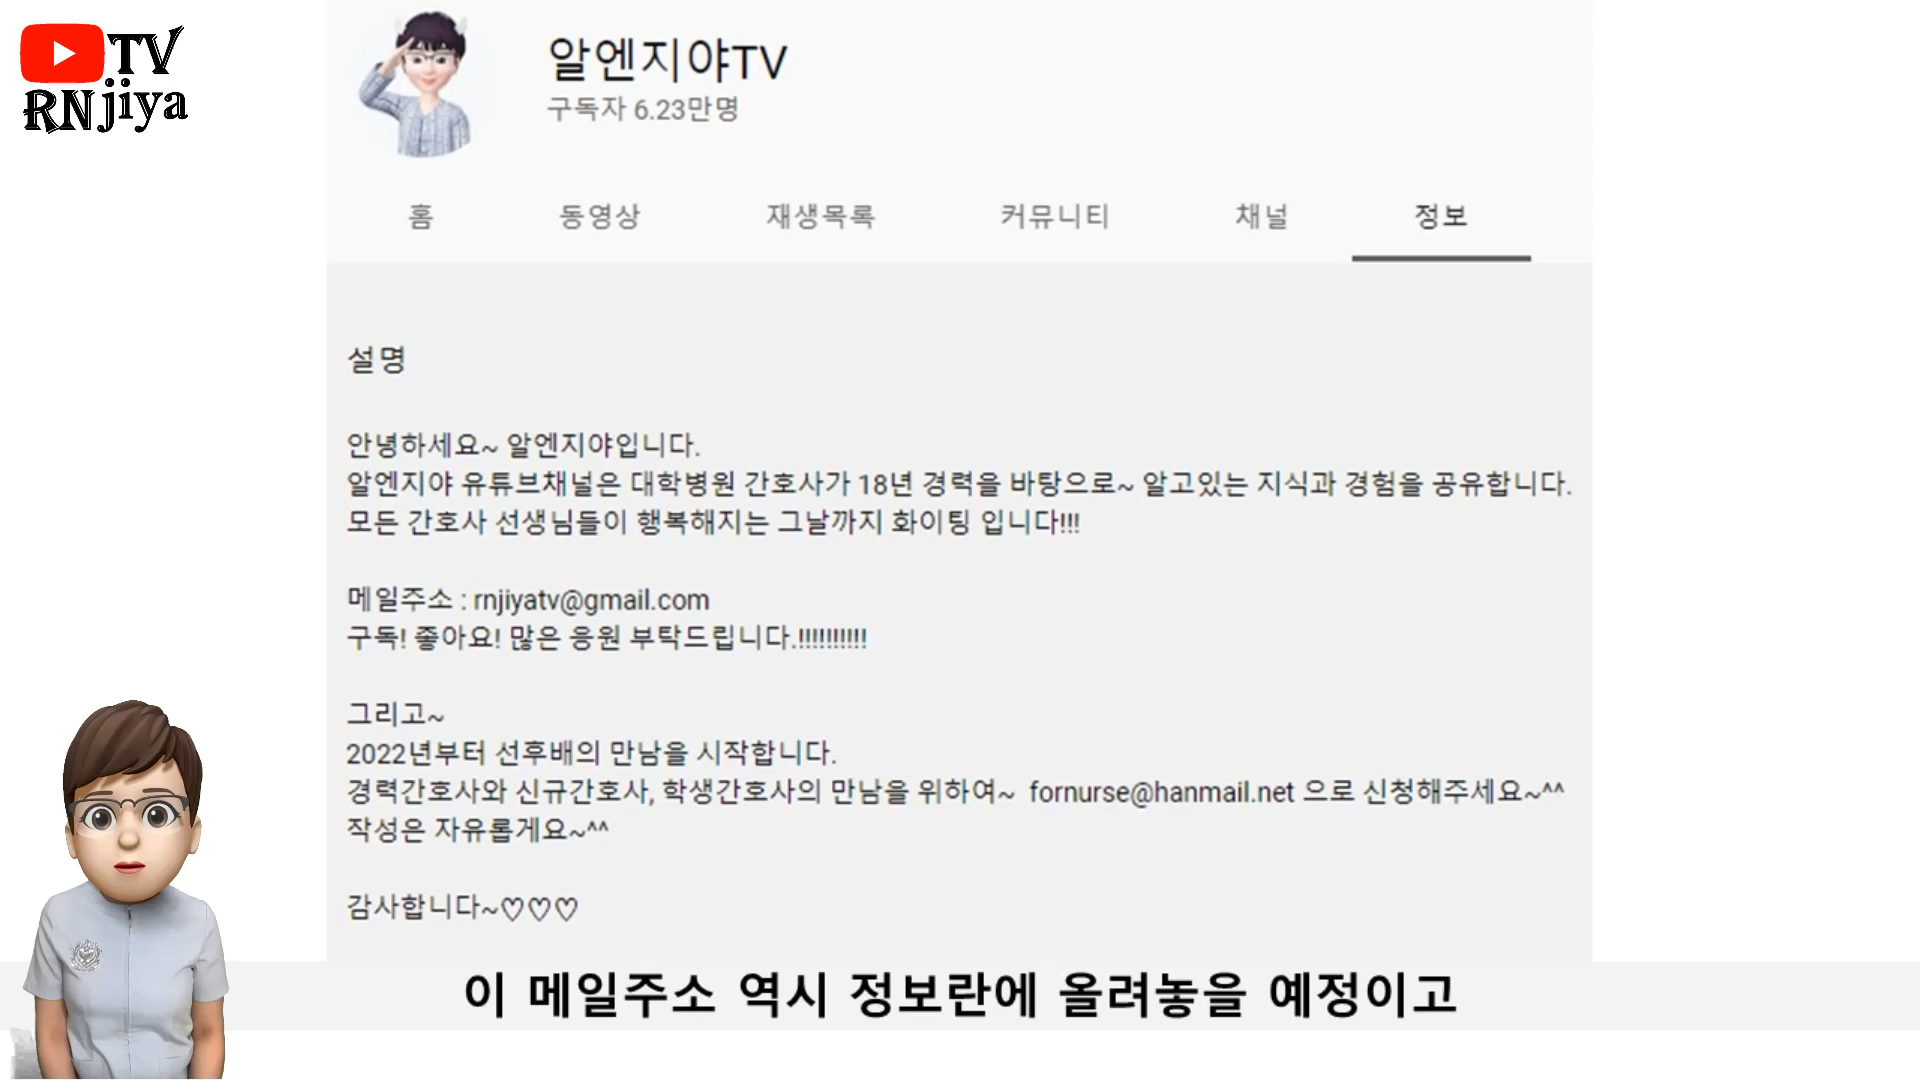 TV
RNjiya
알엔지야TV
구독자 6.23만명
홈 동영상 재생목록 커뮤니티 채널 정보
설명
안녕하세요~ 알엔지야입니다.
알엔지야 유튜브채널은 대학병원 간호사가 18년 경력을 바탕으로~ 알고있는 지식과 경험을 공유합니다.
모든 간호사 선생님들이 행복해지는 그날까지 화이팅 입니다!!!
메일주소 : rnjiyatv@gmail.com
구독! 좋아요! 많은 응원 부탁드립니다.!!!!!!!!!!
그리고~
2022년부터 선후배의 만남을 시작합니다.
경력간호사와 신규간호사, 학생간호사의 만남을 위하여~ fornurse@hanmail.net 으로 신청해주세요~^^
작성은 자유롭게요~^^
감사합니다~♡♡♡
이 메일주소 역시 정보란에 올려놓을 예정이고